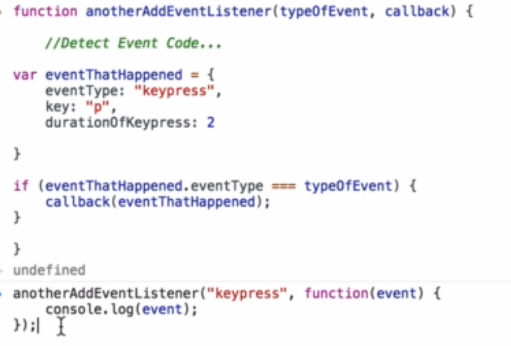 function anotherAddEventListener(typeOfEvent, callback) {
//Detect Event Code...
var eventThatHappened = {
eventType: "keypress",
key: "p",
durationOfKeypress: 2
}
if (eventThatHappened.eventType === typeOfEvent) {
callback(eventThatHappened);
}
}
undefined
anotherAddEventListener("keypress", function(event) {
console.log(event);
});